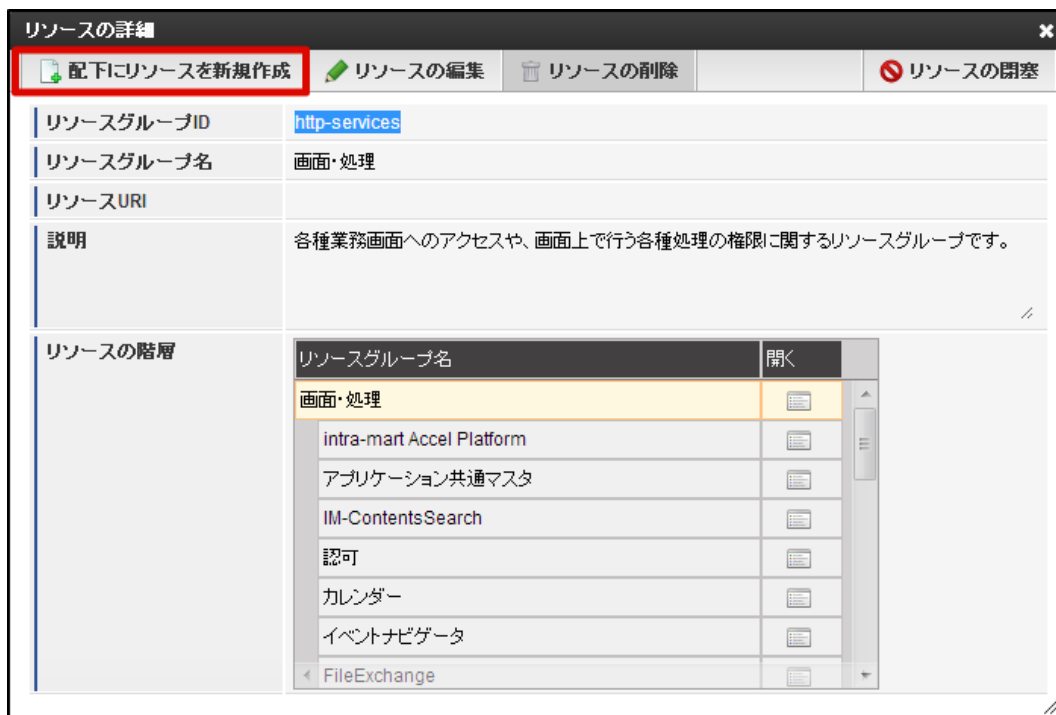 リソースの詳細
配下にリソースを新規作成 リソースの編集 リソースの削除 リソースの閉塞
リソースグループID http-services
リソースグループ名 画面・処理
リソースURI
説明 各種業務画面へのアクセスや、画面上で行う各種処理の権限に関するリソースグループです。
リソースの階層
リソースグループ名 開く
画面・処理
intra-mart Accel Platform
アプリケーション共通マスタ
IM-ContentsSearch
認可
カレンダー
イベントナビゲータ
FileExchange